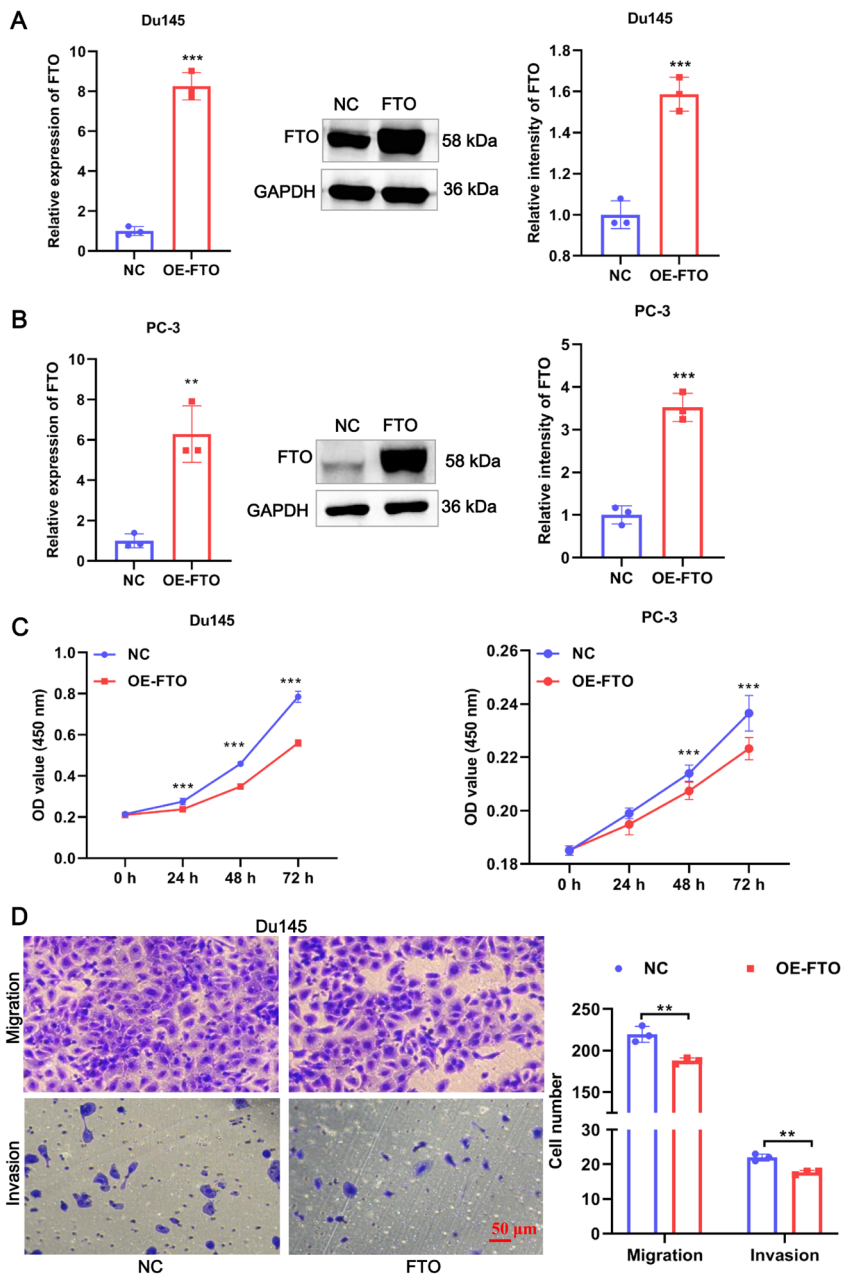 A
Du145
Relative expression of FTO
10
8
6
4
2
0
***
NC
OE-FTO
NC FTO
FTO
58 kDa
GAPDH
36 kDa
Du145
Relative intensity of FTO
1.8
1.6
1.4
1.2
1.0
0.8
***
NC
OE-FTO
B
PC-3
Relative expression of FTO
10
8
6
4
2
0
**
NC
OE-FTO
NC FTO
FTO
58 kDa
GAPDH
36 kDa
PC-3
Relative intensity of FTO
5
4
3
2
1
0
***
NC
OE-FTO
C
Du145
OD value (450 nm)
1.0
0.8
0.6
0.4
0.2
0.0
NC
OE-FTO
***
***
***
0 h 24 h 48 h 72 h
PC-3
OD value (450 nm)
0.26
0.24
0.22
0.20
0.18
NC
OE-FTO
***
***
0 h 24 h 48 h 72 h
D
Du145
Migration
Invasion
50 μm
NC
FTO
NC OE-FTO
Cell number
250
200
150
100
30
20
10
0
**
**
Migration Invasion